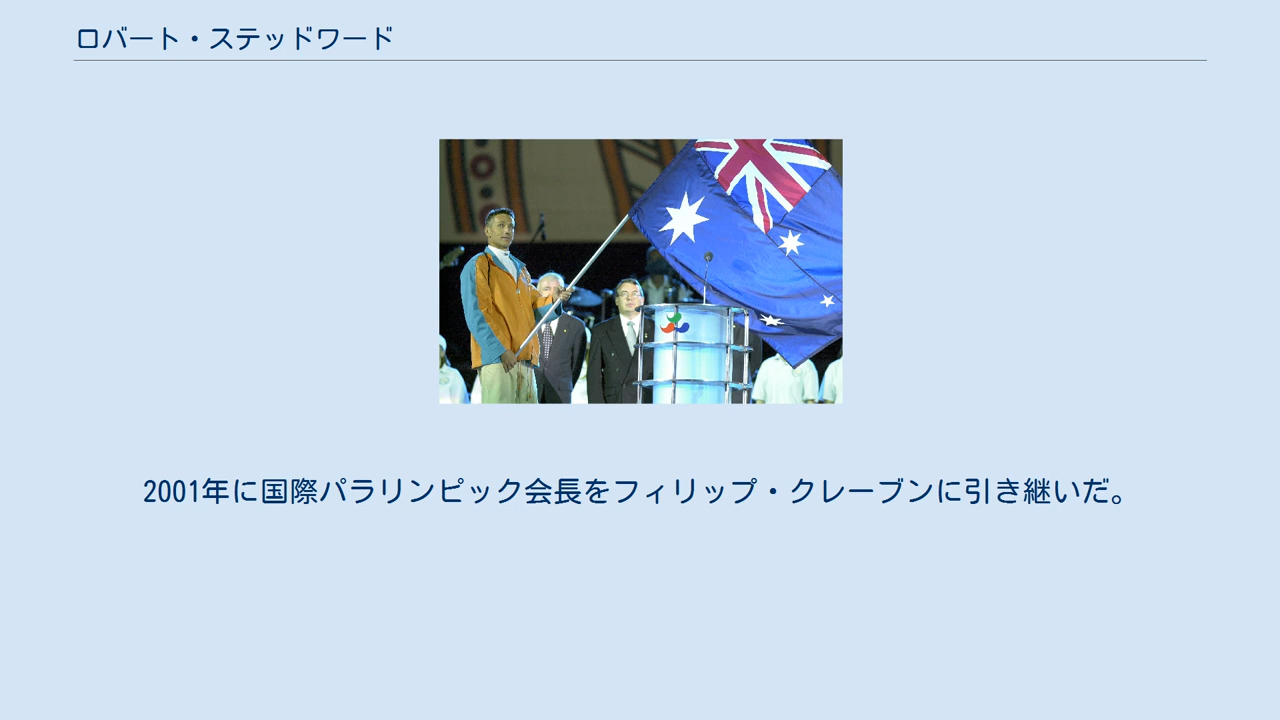 ロバート・ステッドワード
2001年に国際パラリンピック会長をフィリップ・クレーブンに引き継いだ。